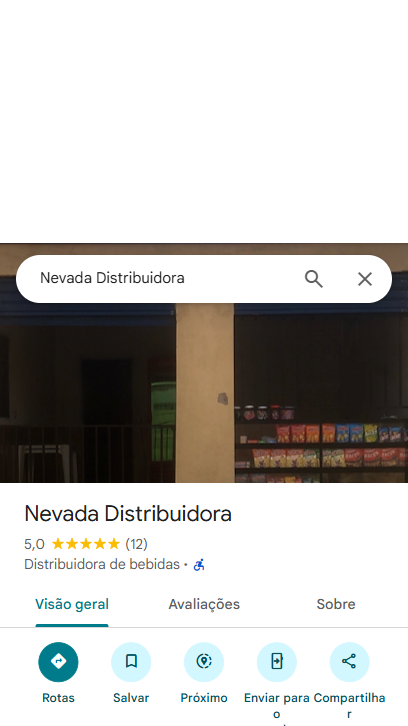 Nevada Distribuidora
Nevada Distribuidora
5,0 (12)
Distribuidora de bebidas ·
Visão geral Avaliações Sobre
Rotas Salvar Próximo Enviar para o Compartilhar